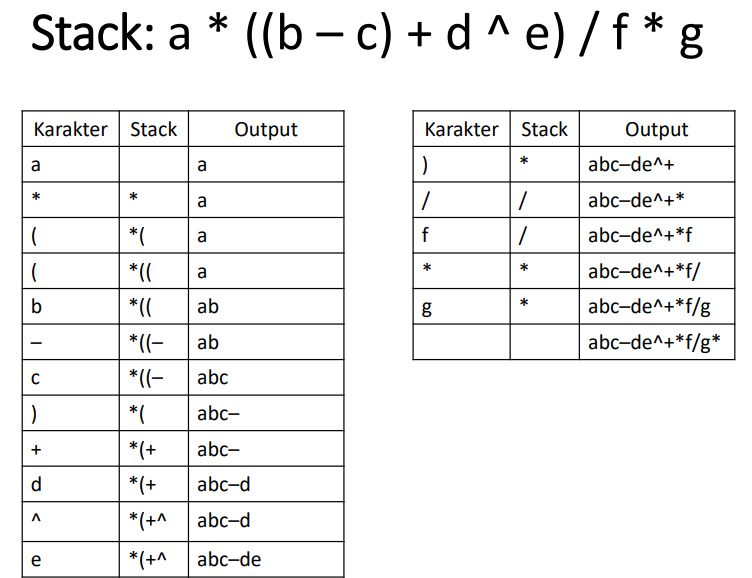 Stack: a * ((b – c) + d ^ e) / f * g
Karakter Stack Output
a a
* * a
( *( a
( *(( a
b *(( ab
– *((– ab
c *((– abc
) *( abc–
+ *(+ abc–
d *(+ abc–d
^ *(+^ abc–d
e *(+^ abc–de
Karakter Stack Output
) * abc–de^+
/ / abc–de^+*
f / abc–de^+*f
* * abc–de^+*f/
g * abc–de^+*f/g
abc–de^+*f/g*